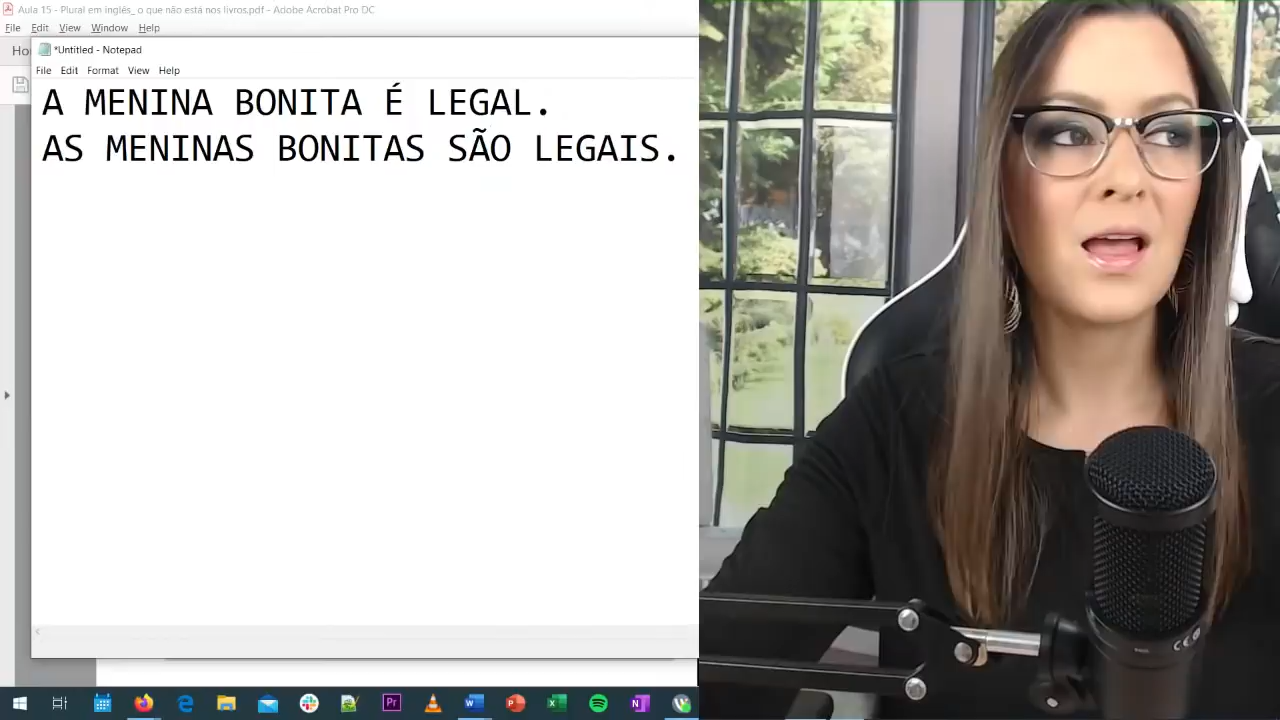 Aula 15 - Plural em inglês_ o que não está nos livros.pdf - Adobe Acrobat Pro DC
File Edit View Window Help
*Untitled - Notepad
File Edit Format View Help
A MENINA BONITA É LEGAL.
AS MENINAS BONITAS SÃO LEGAIS.